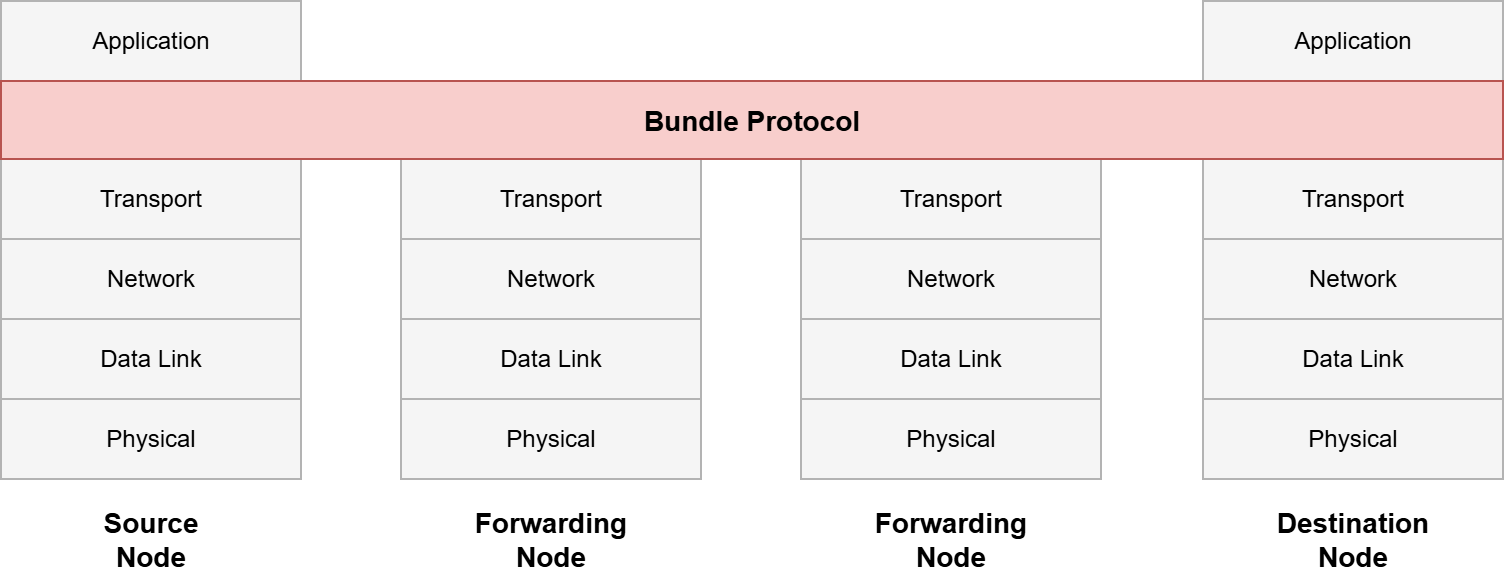 Application
Application
Bundle Protocol
Transport
Transport
Transport
Transport
Network
Network
Network
Network
Data Link
Data Link
Data Link
Data Link
Physical
Physical
Physical
Physical
Source
Node
Forwarding
Node
Forwarding
Node
Destination
Node